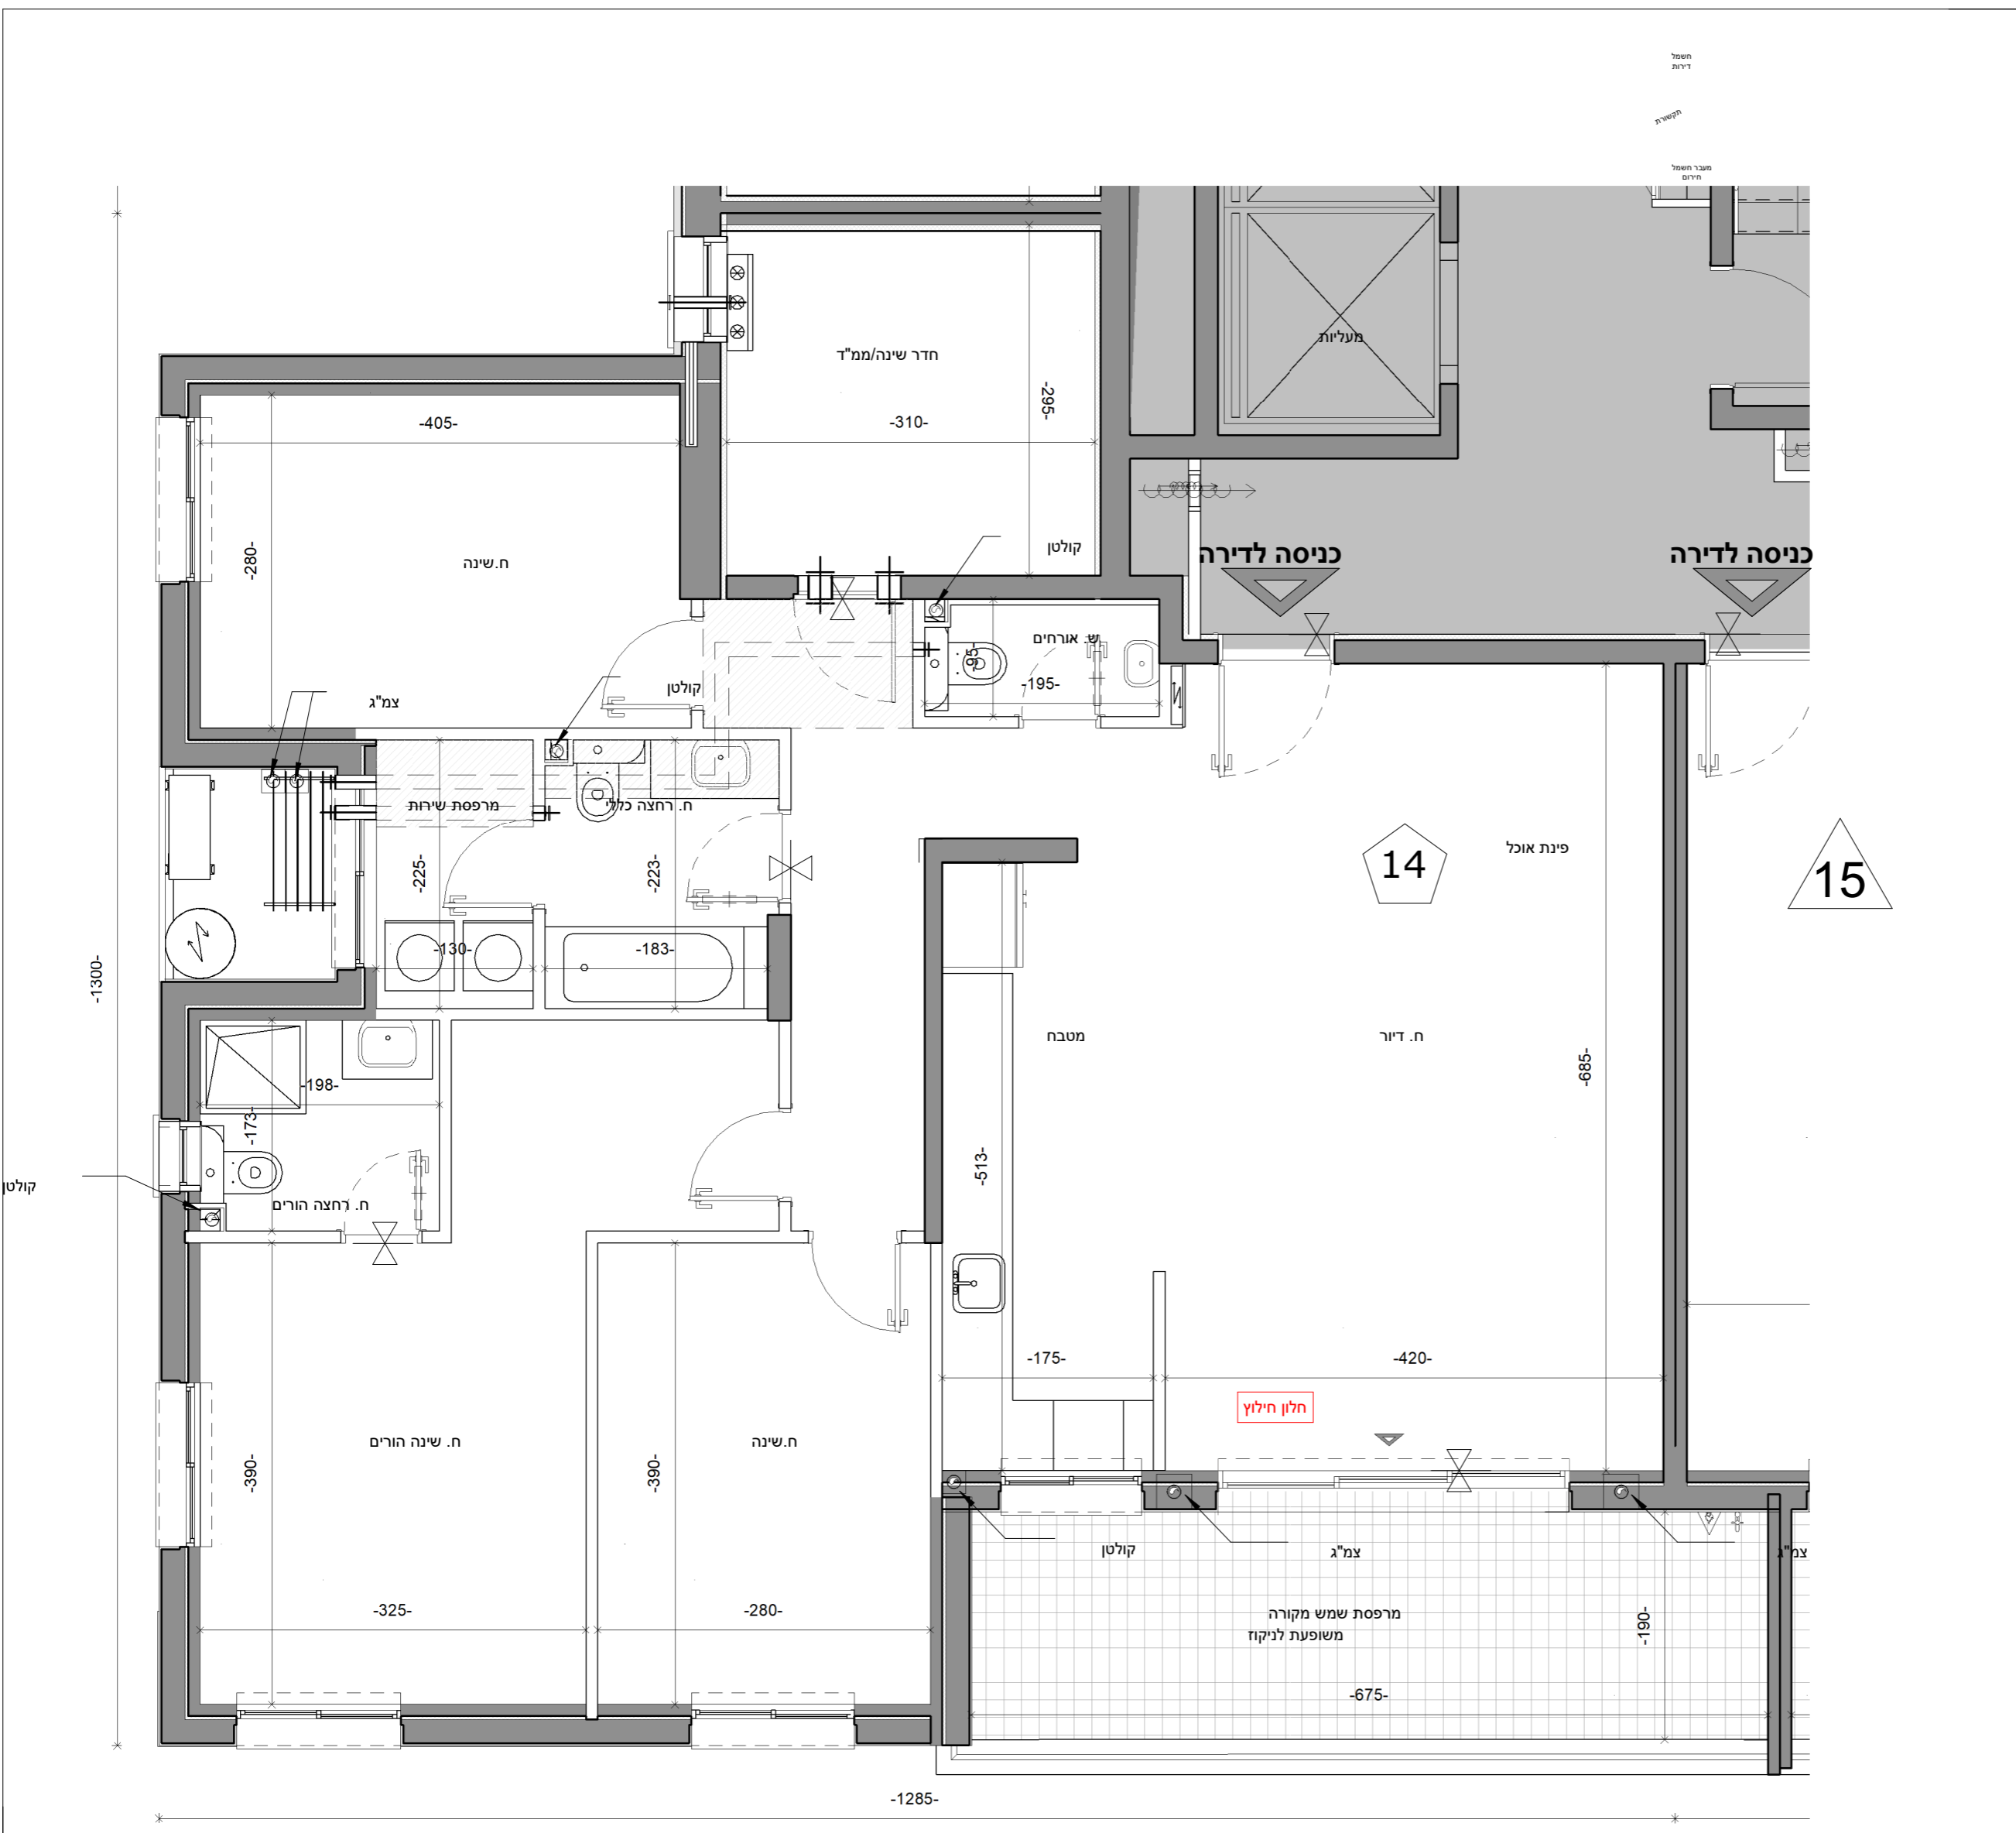 חשמל
דירות
תקשורת
מעבר חשמל
חירום
מעליות
חדר שינה/ממ"ד
-295-
-310-
-405-
-280-
ח.שינה
קולטן
כניסה לדירה
כניסה לדירה
ש. אורחים
-95-
-195-
קולטן
צמ"ג
מרפסת שירות
ח. רחצה כללי
-225-
-223-
-130-
-183-
14
פינת אוכל
15
-1300-
מטבח
ח. דיור
-685-
-198-
-173-
קולטן
ח. רחצה הורים
-513-
-175-
-420-
חלון חילוץ
ח. שינה הורים
ח.שינה
-390-
-390-
קולטן
צמ"ג
צמ"ג
-325-
-280-
מרפסת שמש מקורה
משופעת לניקוז
-190-
-675-
-1285-